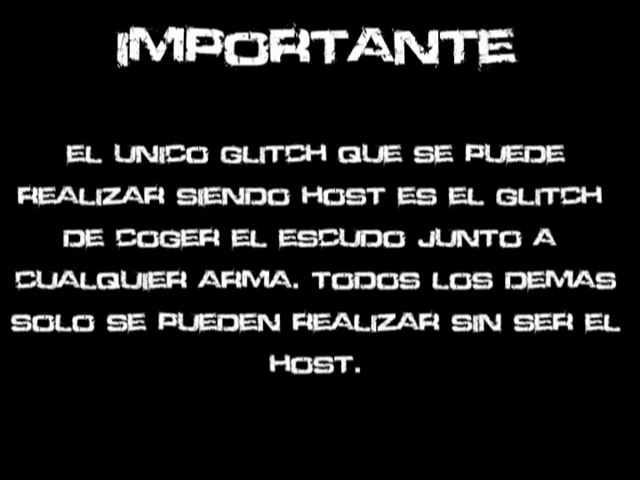 IMPORTANTE
EL UNICO GLITCH QUE SE PUEDE
REALIZAR SIENDO HOST ES EL GLITCH
DE COGER EL ESCUDO JUNTO A
CUALQUIER ARMA. TODOS LOS DEMAS
SOLO SE PUEDEN REALIZAR SIN SER EL
HOST.